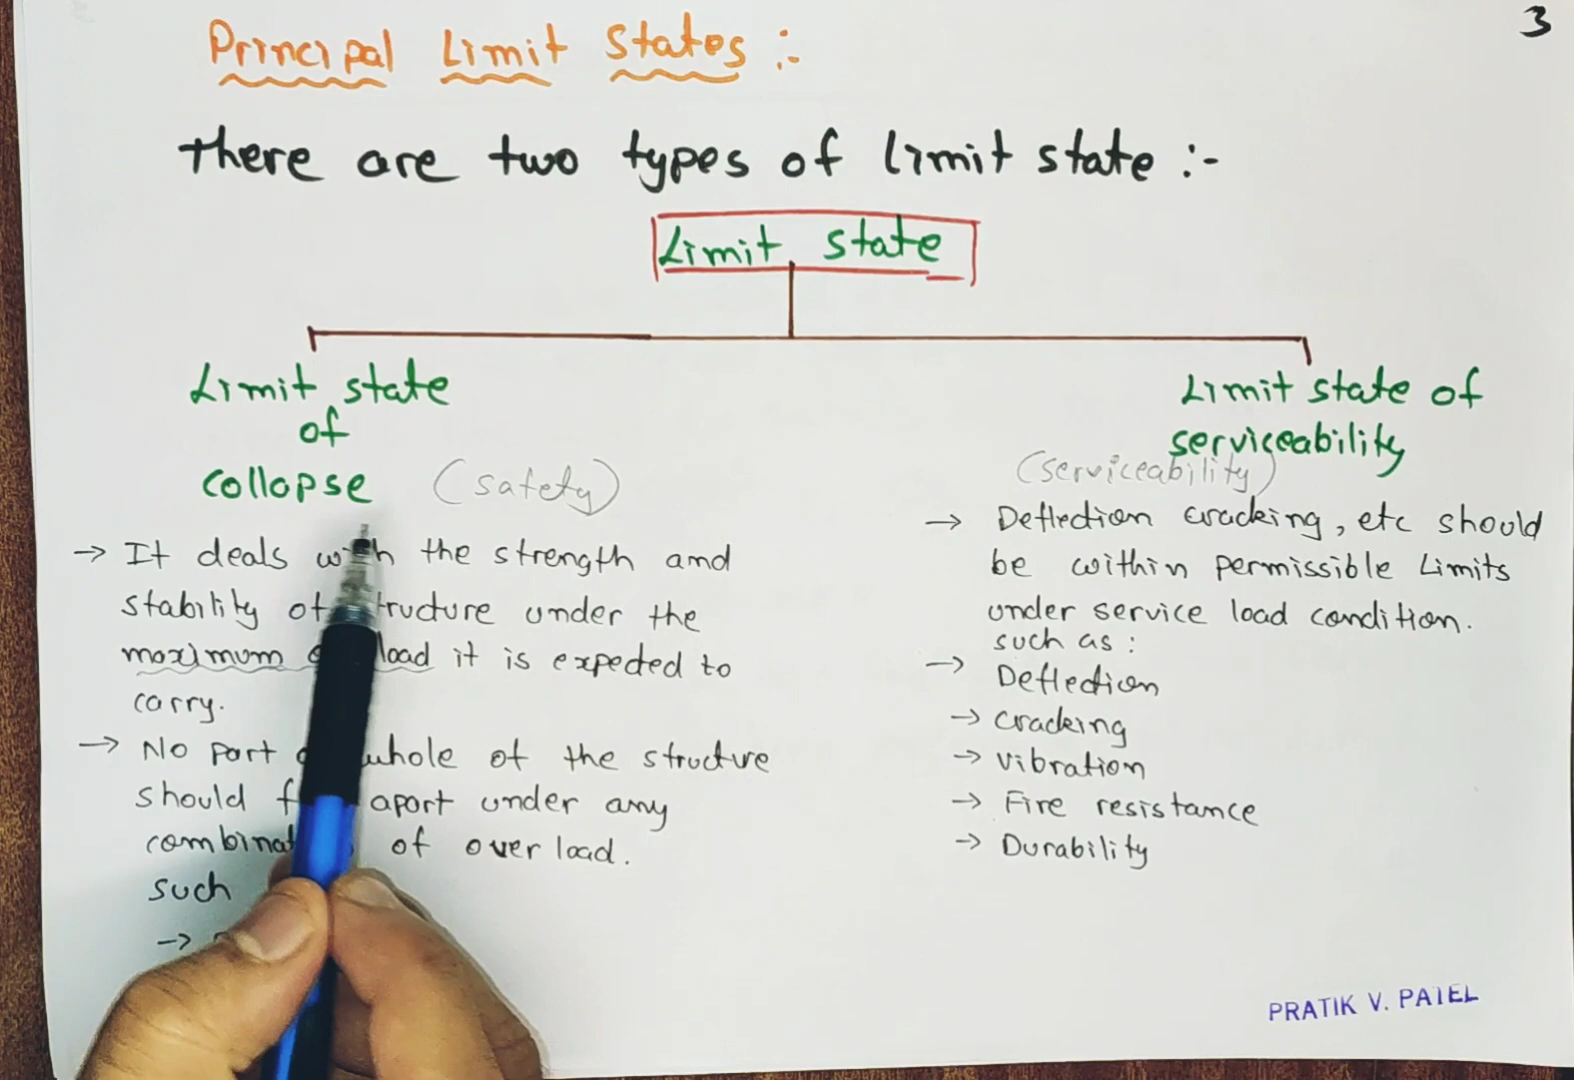 3
Principal Limit States :-
There are two types of limit state :-
Limit state
Limit state
of
collapse (safety)
→ It deals with the strength and
stability of structure under the
maximum load it is expected to
carry.
→ No part whole of the structure
should apart under any
of over load.
such
→
Limit state of
serviceability
(serviceability)
→ Deflection cracking, etc should
be within permissible Limits
under service load condition.
such as :
→ Deflection
→ cracking
→ vibration
→ Fire resistance
→ Durability
PRATIK V. PATEL